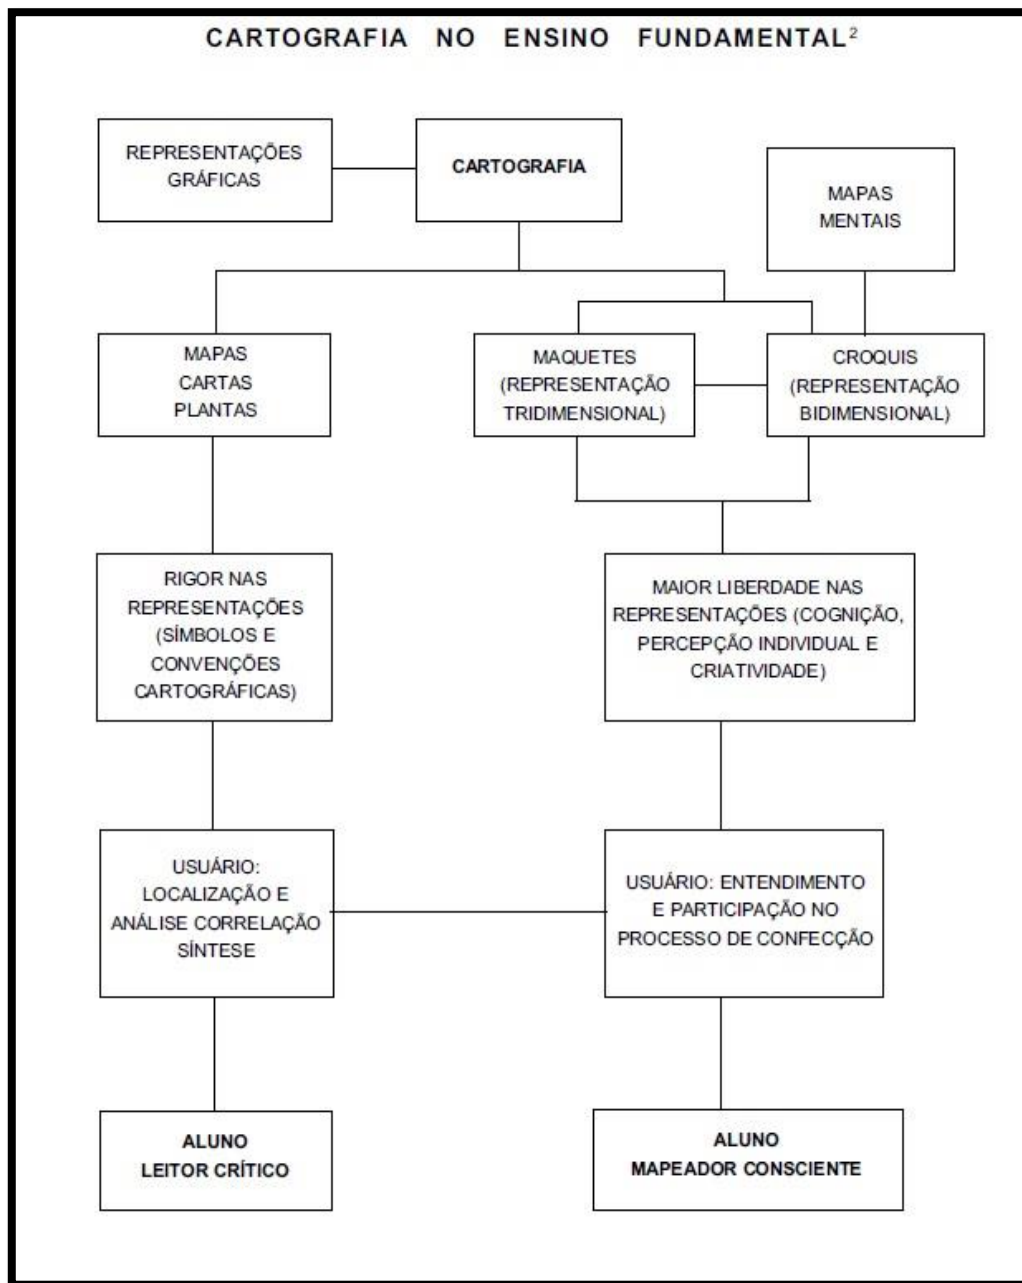 CARTOGRAFIA NO ENSINO FUNDAMENTAL²
REPRESENTAÇÕES
GRÁFICAS
CARTOGRAFIA
MAPAS
MENTAIS
MAPAS
CARTAS
PLANTAS
MAQUETES
(REPRESENTAÇÃO
TRIDIMENSIONAL)
CROQUIS
(REPRESENTAÇÃO
BIDIMENSIONAL)
RIGOR NAS
REPRESENTAÇÕES
(SÍMBOLOS E
CONVENÇÕES
CARTOGRÁFICAS)
MAIOR LIBERDADE NAS
REPRESENTAÇÕES (COGNIÇÃO,
PERCEPÇÃO INDIVIDUAL E
CRIATIVIDADE)
USUÁRIO:
LOCALIZAÇÃO E
ANÁLISE CORRELAÇÃO
SÍNTESE
USUÁRIO: ENTENDIMENTO
E PARTICIPAÇÃO NO
PROCESSO DE CONFECÇÃO
ALUNO
LEITOR CRÍTICO
ALUNO
MAPEADOR CONSCIENTE